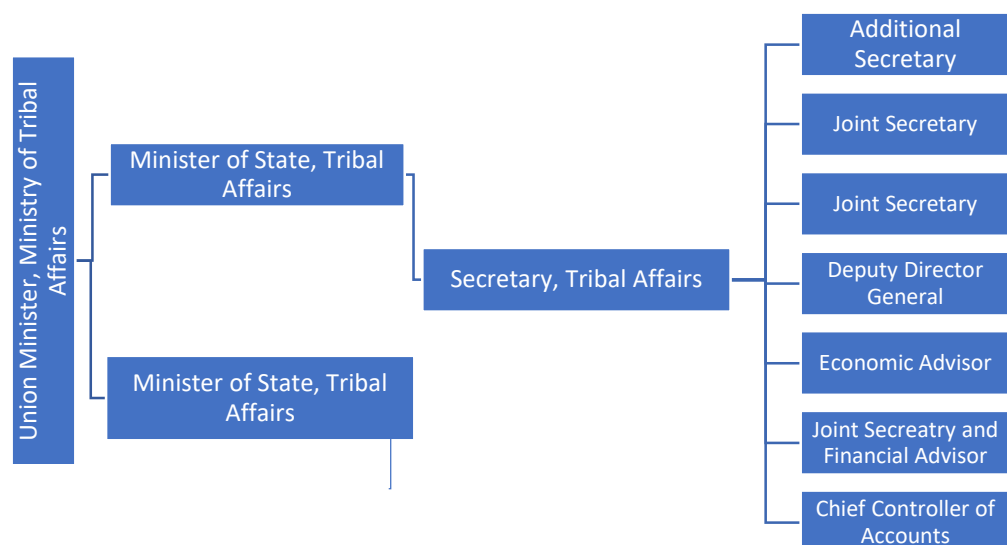 Union Minister, Ministry of Tribal
Affairs
Minister of State, Tribal
Affairs
Minister of State, Tribal
Affairs
Secretary, Tribal Affairs
Additional
Secretary
Joint Secretary
Joint Secretary
Deputy Director
General
Economic Advisor
Joint Secreatry and
Financial Advisor
Chief Controller of
Accounts